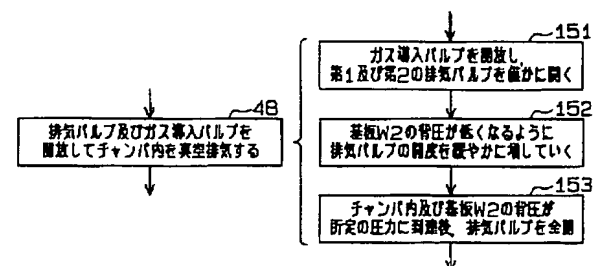 48
排気バルブ及びガス導入バルブを
開放してチャンバ内を真空排気する
151
ガス導入バルブを開放し、
第1及び第2の排気バルブを僅かに開く
152
基板W2の背圧が低くなるように
排気バルブの開度を緩やかに増していく
153
チャンバ内及び基板W2の背圧が
所定の圧力に到達後、排気バルブを全開